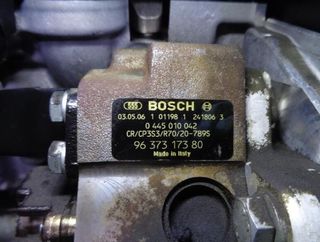 BOSCH
03.05.06 1 01198 1 241806 3
0 445 010 042
CR/CP3S3/R70/20-789S
96 373 173 80
Made in Italy